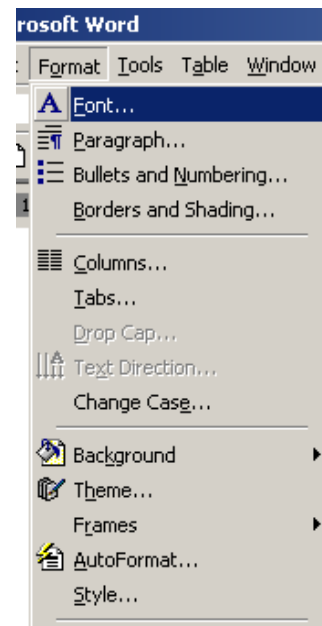 rosoft Word
Format Tools Table Window
Font...
Paragraph...
Bullets and Numbering...
Borders and Shading...
Columns...
Tabs...
Drop Cap...
Text Direction...
Change Case...
Background
Theme...
Frames
AutoFormat...
Style...